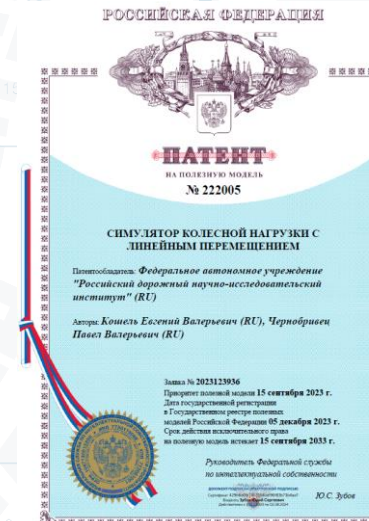 РОССИЙСКАЯ ФЕДЕРАЦИЯ
ПАТЕНТ
НА ПОЛЕЗНУЮ МОДЕЛЬ
№ 222005
СИМУЛЯТОР КОЛЕСНОЙ НАГРУЗКИ С
ЛИНЕЙНЫМ ПЕРЕМЕЩЕНИЕМ
Патентообладатель: Федеральное автономное учреждение
"Российский дорожный научно-исследовательский
институт" (RU)
Авторы: Кошель Евгений Валерьевич (RU), Чернобривец
Павел Валерьевич (RU)
Заявка № 2023123936
Приоритет полезной модели 15 сентября 2023 г.
Дата государственной регистрации
в Государственном реестре полезных
моделей Российской Федерации 05 декабря 2023 г.
Срок действия исключительного права
на полезную модель истекает 15 сентября 2033 г.
Руководитель Федеральной службы
по интеллектуальной собственности
Ю.С. Зубов